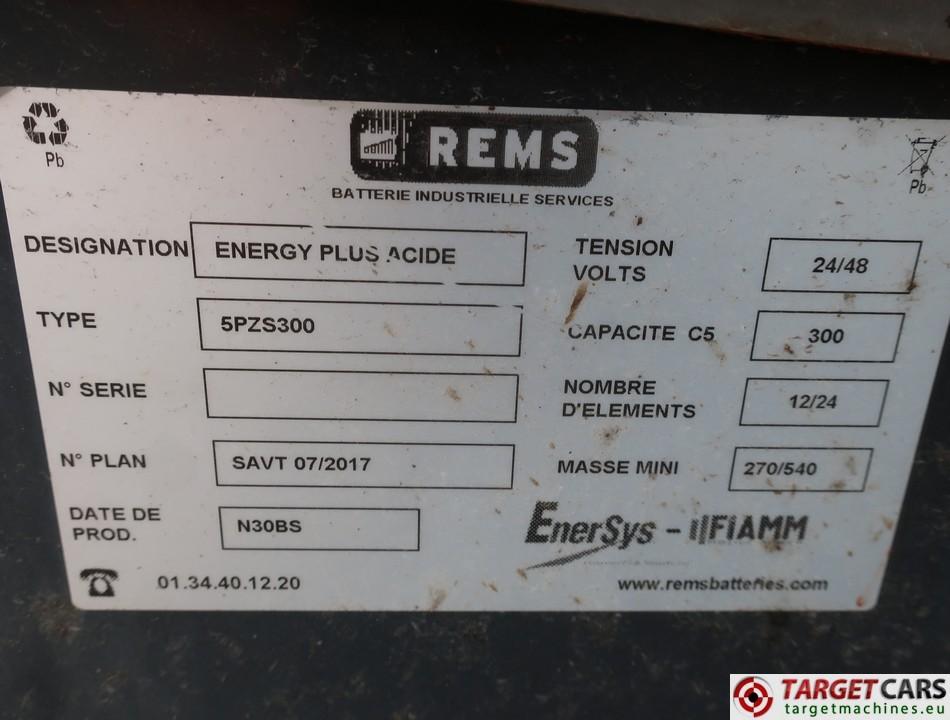 Pb
REMS
Pb
BATTERIE INDUSTRIELLE SERVICES
DESIGNATION ENERGY PLUS ACIDE
TENSION VOLTS 24/48
TYPE 5PZS300
CAPACITE C5 300
N° SERIE
NOMBRE D'ELEMENTS 12/24
N° PLAN SAVT 07/2017
MASSE MINI 270/540
DATE DE PROD. N30BS
EnerSys - FIAMM
01.34.40.12.20
www.remsbatteries.com
TARGETCARS
targetmachines.eu